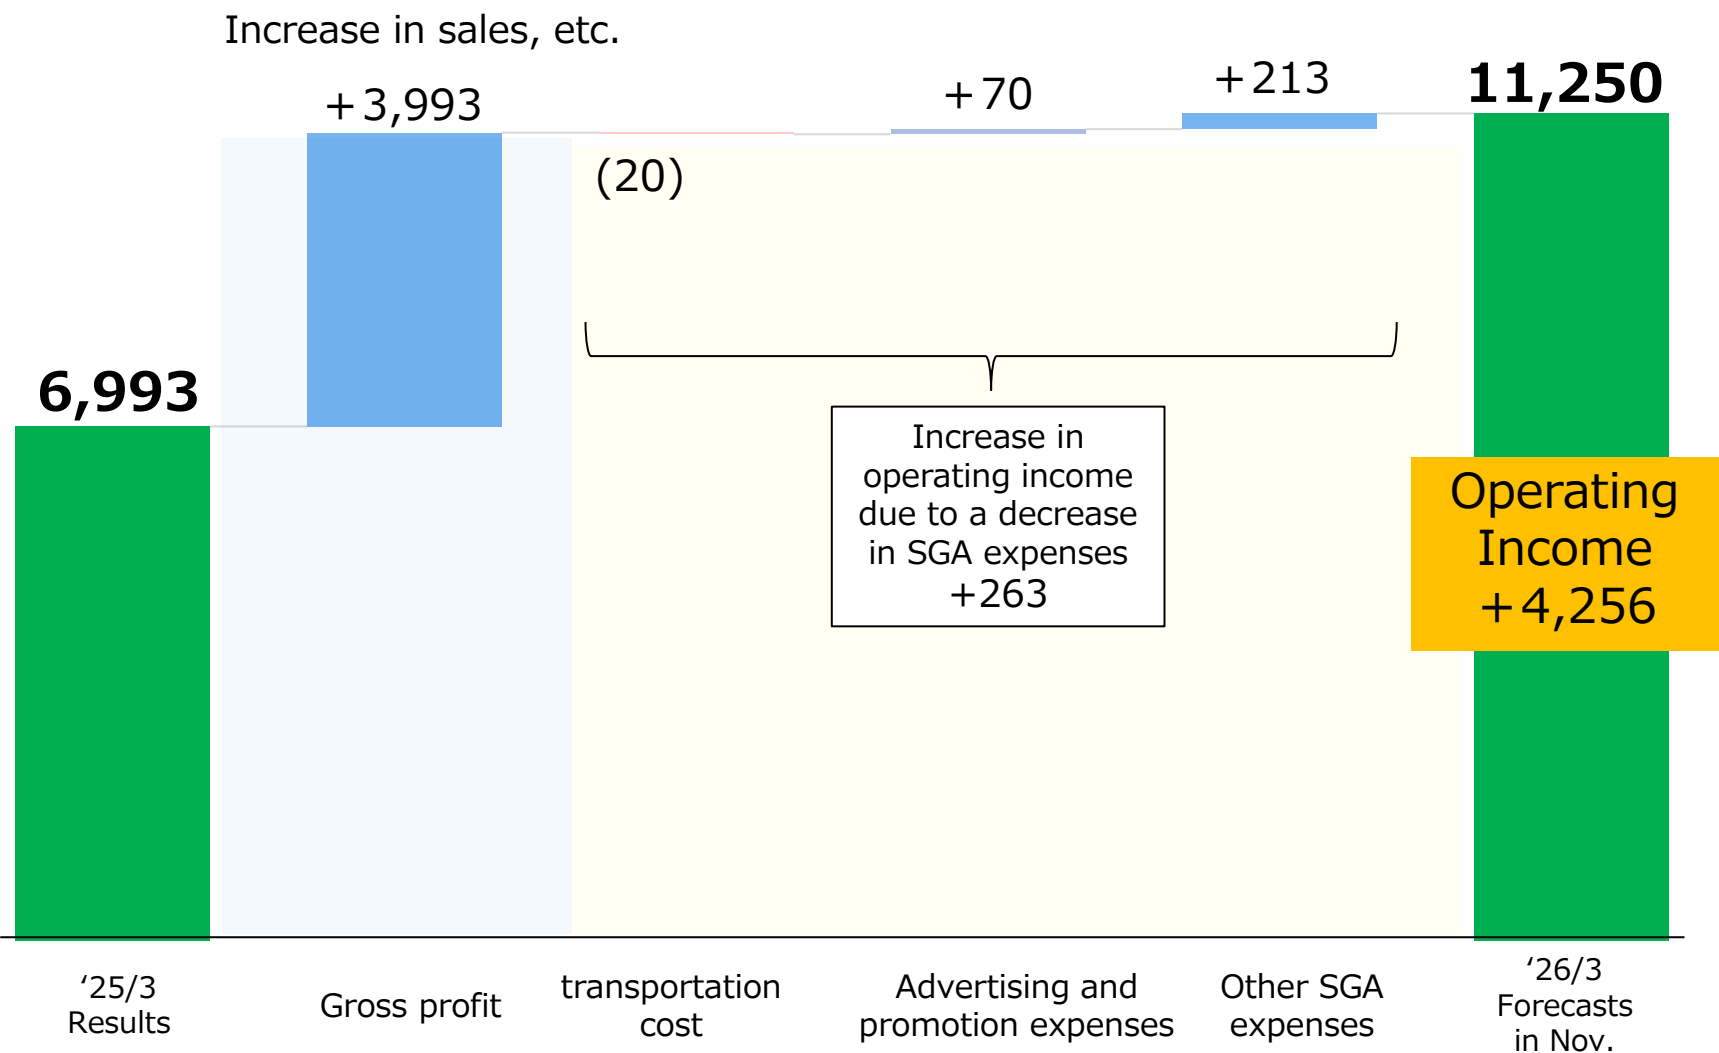 Increase in sales, etc.
+3,993
+70
+213
11,250
(20)
6,993
Increase in
operating income
due to a decrease
in SGA expenses
+263
Operating
Income
+4,256
‘25/3
Results
Gross profit
transportation
cost
Advertising and
promotion expenses
Other SGA
expenses
‘26/3
Forecasts
in Nov.